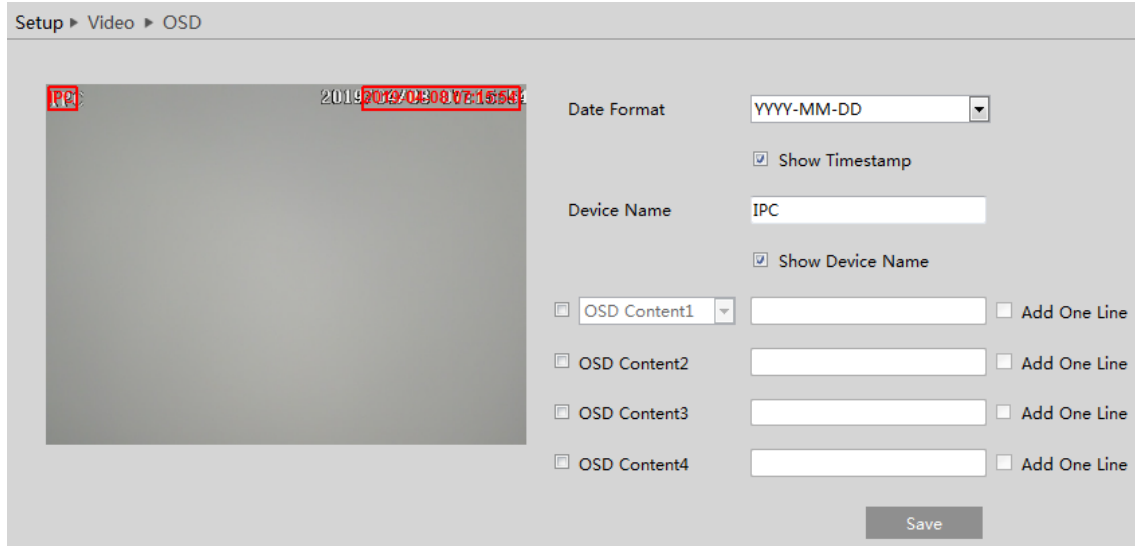 Setup ▶ Video ▶ OSD
IPC
Date Format YYYY-MM-DD
Show Timestamp
Device Name IPC
Show Device Name
OSD Content1 Add One Line
OSD Content2 Add One Line
OSD Content3 Add One Line
OSD Content4 Add One Line
Save